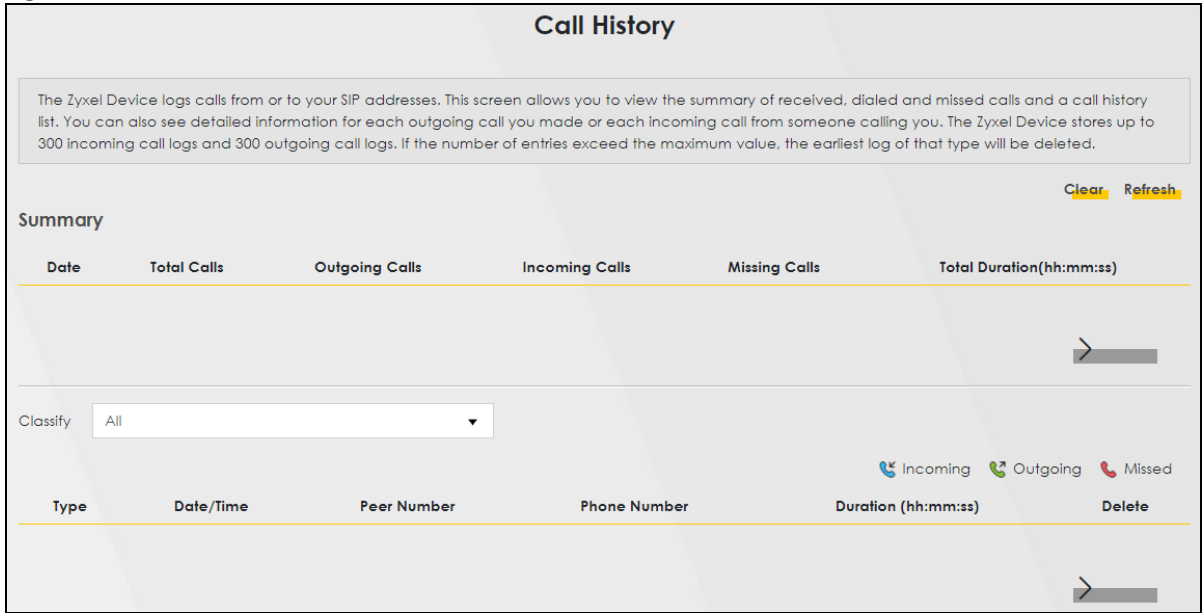 Call History
The Zyxel Device logs calls from or to your SIP addresses. This screen allows you to view the summary of received, dialed and missed calls and a call history
list. You can also see detailed information for each outgoing call you made or each incoming call from someone calling you. The Zyxel Device stores up to
300 incoming call logs and 300 outgoing call logs. If the number of entries exceed the maximum value, the earliest log of that type will be deleted.
Clear Refresh
Summary
Date Total Calls Outgoing Calls Incoming Calls Missing Calls Total Duration(hh:mm:ss)
Classify All
Incoming Outgoing Missed
Type Date/Time Peer Number Phone Number Duration (hh:mm:ss) Delete